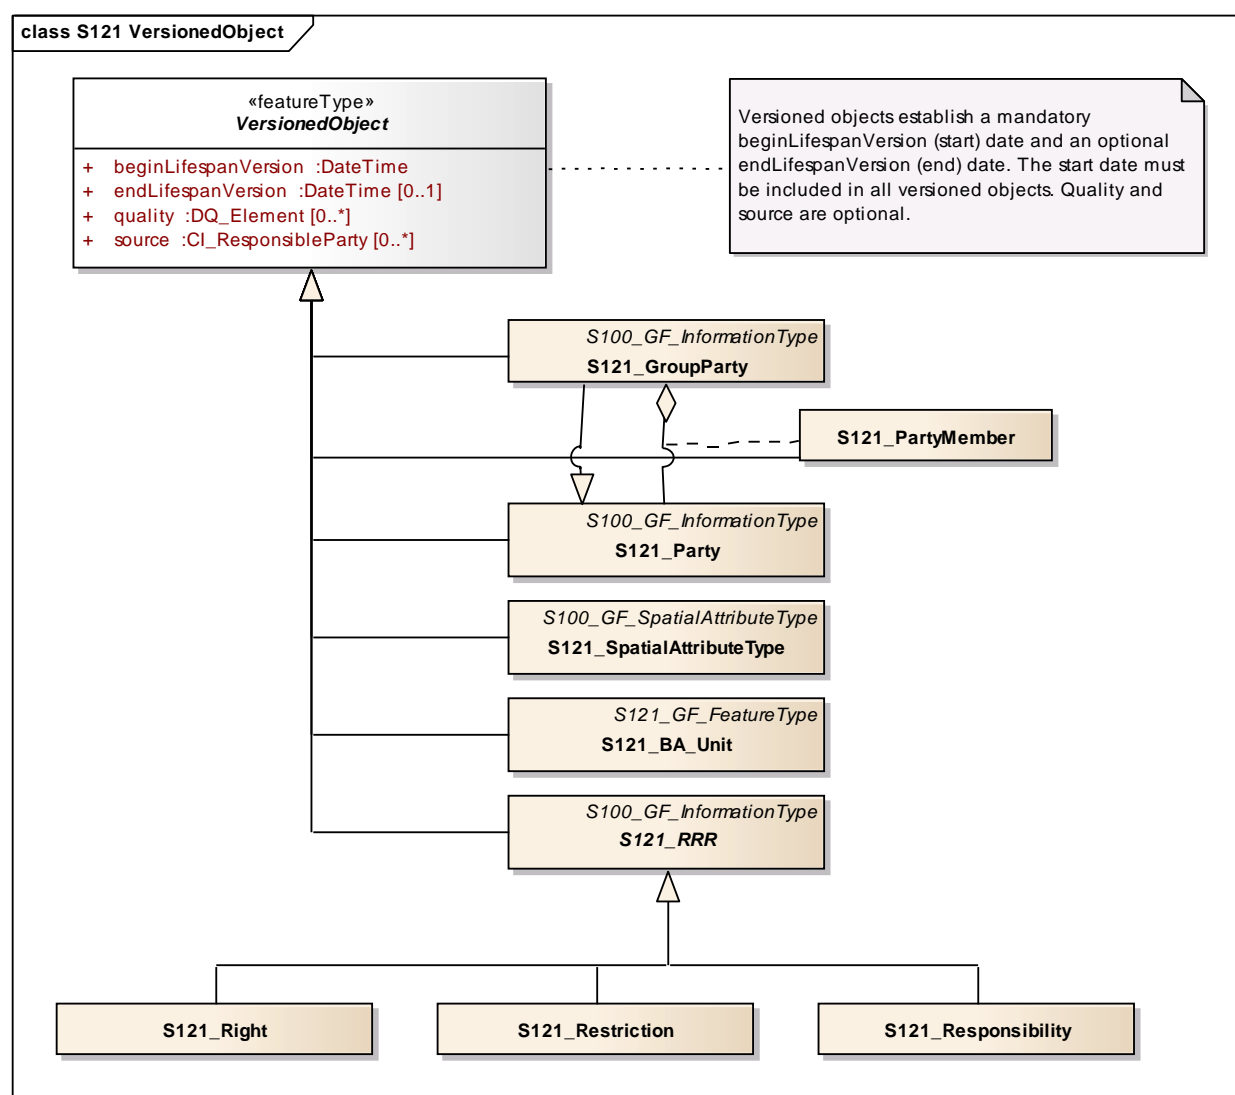 class S121 VersionedObject
«featureType»
VersionedObject
+ beginLifespanVersion :DateTime
+ endLifespanVersion :DateTime [0..1]
+ quality :DQ_Element [0..*]
+ source :CI_ResponsibleParty [0..*]
Versioned objects establish a mandatory
beginLifespanVersion (start) date and an optional
endLifespanVersion (end) date. The start date must
be included in all versioned objects. Quality and
source are optional.
S100_GF_InformationType
S121_GroupParty
S121_PartyMember
S100_GF_InformationType
S121_Party
S100_GF_SpatialAttributeType
S121_SpatialAttributeType
S121_GF_FeatureType
S121_BA_Unit
S100_GF_InformationType
S121_RRR
S121_Right
S121_Restriction
S121_Responsibility